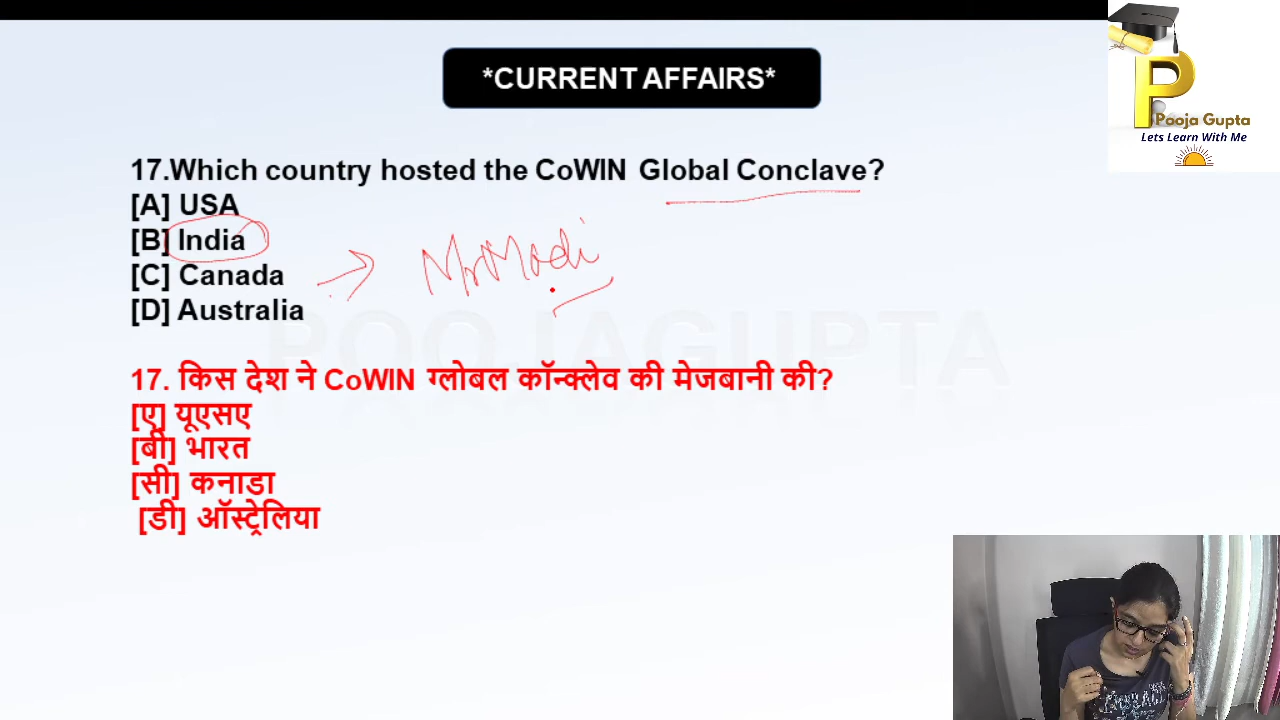 *CURRENT AFFAIRS*
Pooja Gupta
Lets Learn With Me
17.Which country hosted the CoWIN Global Conclave?
[A] USA
[B] India
[C] Canada
[D] Australia
Mr Modi
POOJAGUPTA
17. किस देश ने CoWIN ग्लोबल कॉन्क्लेव की मेजबानी की?
[ए] यूएसए
[बी] भारत
[सी] कनाडा
[डी] ऑस्ट्रेलिया